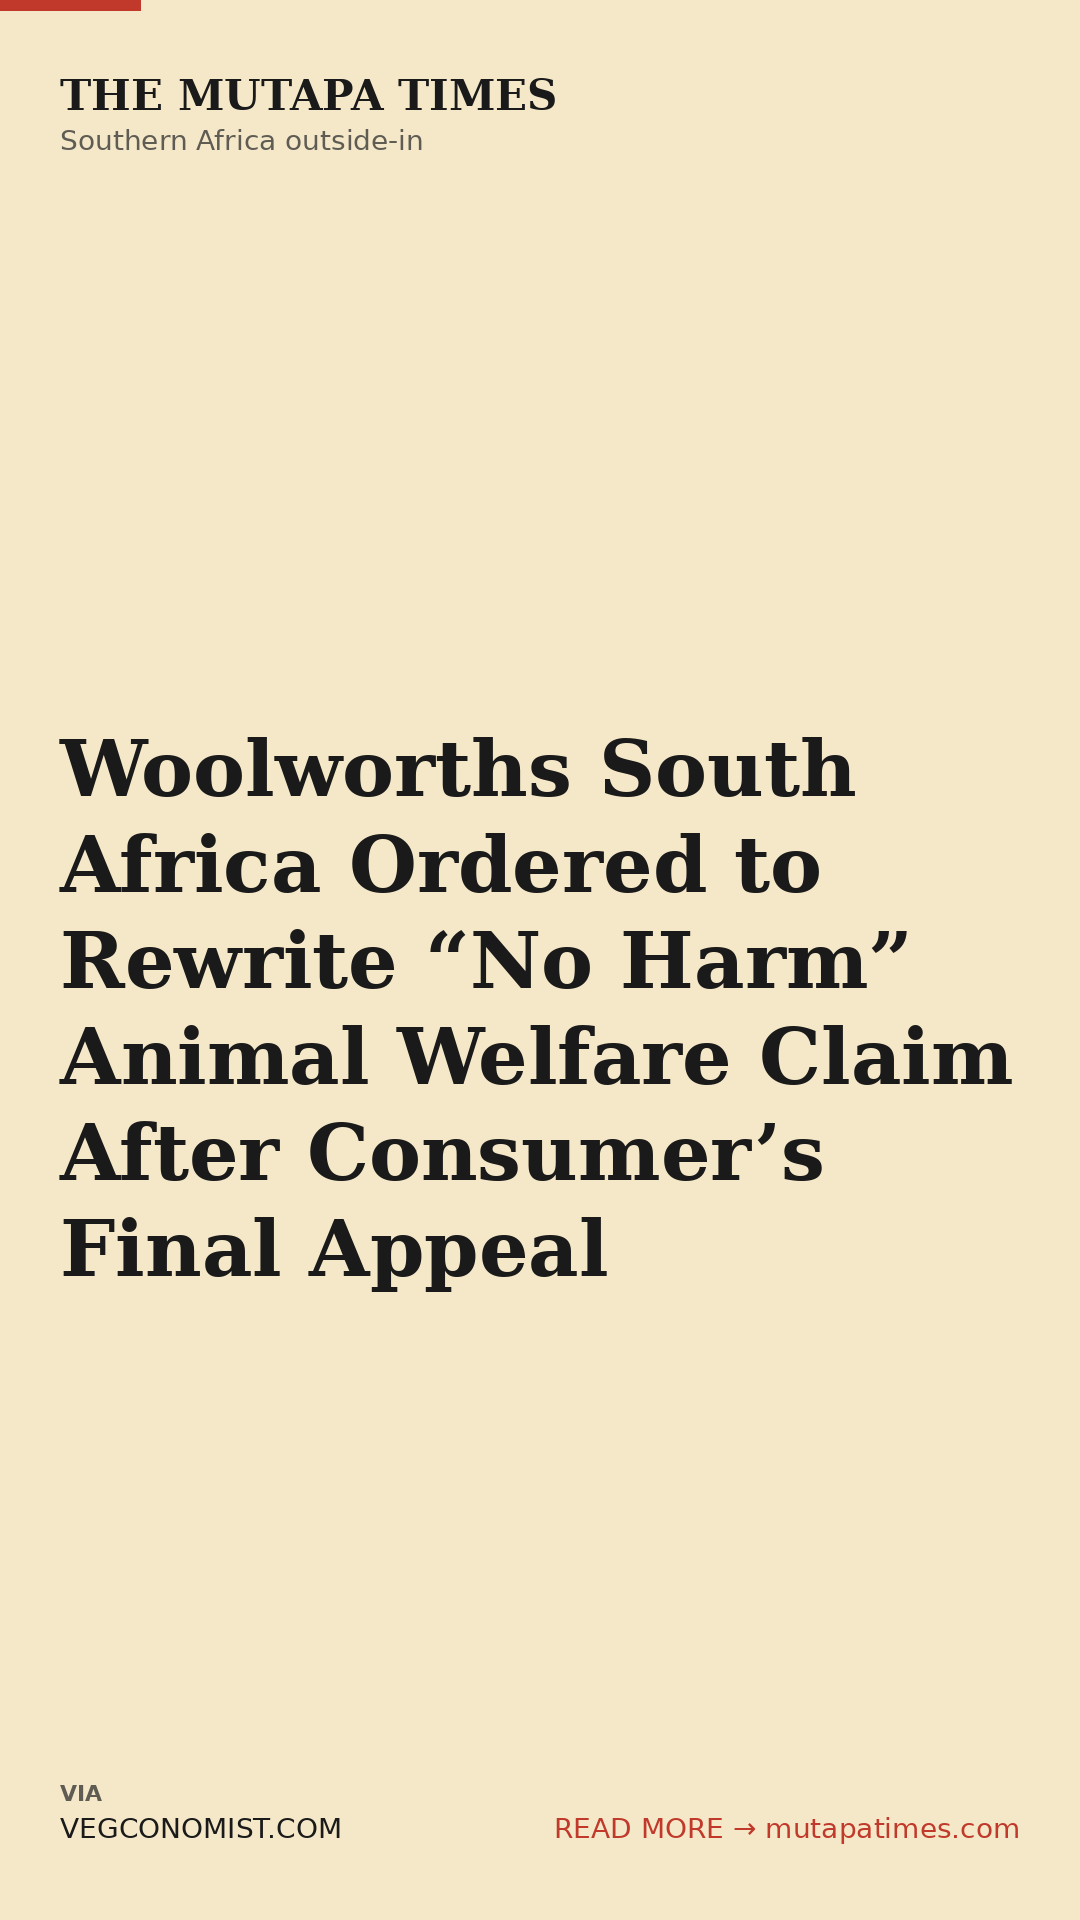 THE MUTAPA TIMES
Southern Africa outside-in
Woolworths South
Africa Ordered to
Rewrite “No Harm”
Animal Welfare Claim
After Consumer’s
Final Appeal
VIA
VEGCONOMIST.COM
READ MORE → mutapatimes.com